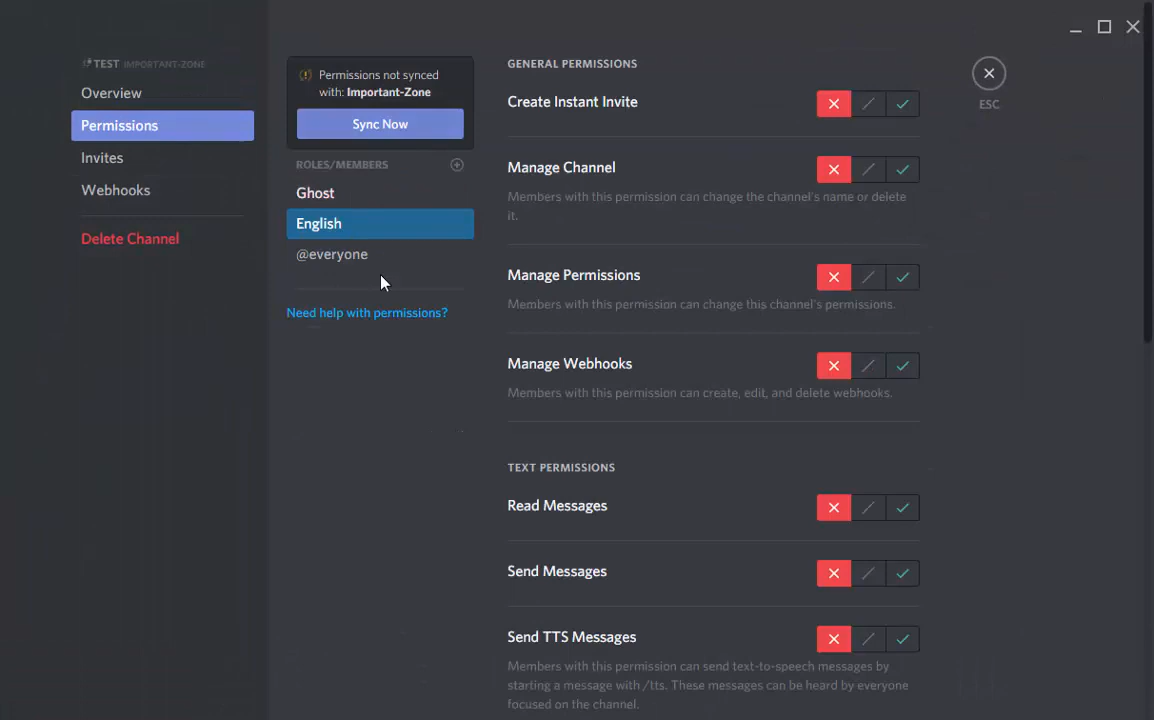 TEST IMPORTANT-ZONE
Overview
Permissions
Invites
Webhooks
Delete Channel
Permissions not synced
with: Important-Zone
Sync Now
ROLES/MEMBERS
Ghost
English
@everyone
Need help with permissions?
GENERAL PERMISSIONS
Create Instant Invite
Manage Channel
Members with this permission can change the channel's name or delete
it.
Manage Permissions
Members with this permission can change this channel's permissions.
Manage Webhooks
Members with this permission can create, edit, and delete webhooks.
TEXT PERMISSIONS
Read Messages
Send Messages
Send TTS Messages
Members with this permission can send text-to-speech messages by
starting a message with /tts. These messages can be heard by everyone
focused on the channel.
ESC